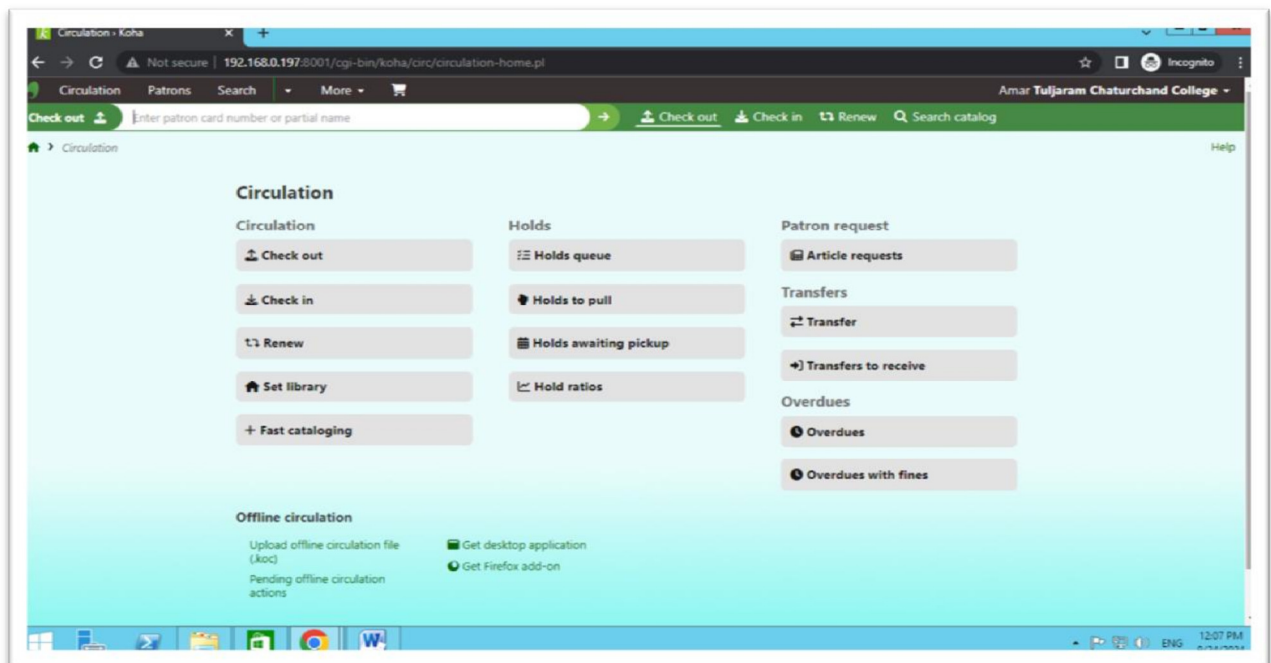 Circulation › Koha
Not secure | 192.168.0.197:8001/cgi-bin/koha/circ/circulation-home.pl
Incognito
Circulation Patrons Search More
Amar Tuljaram Chaturchand College
Check out
Enter patron card number or partial name
Check out Check in Renew Search catalog
Circulation
Help
Circulation
Circulation
Check out
Check in
Renew
Set library
+ Fast cataloging
Holds
Holds queue
Holds to pull
Holds awaiting pickup
Hold ratios
Patron request
Article requests
Transfers
Transfer
Transfers to receive
Overdues
Overdues
Overdues with fines
Offline circulation
Upload offline circulation file
(.koc)
Pending offline circulation
actions
Get desktop application
Get Firefox add-on
ENG
12:07 PM